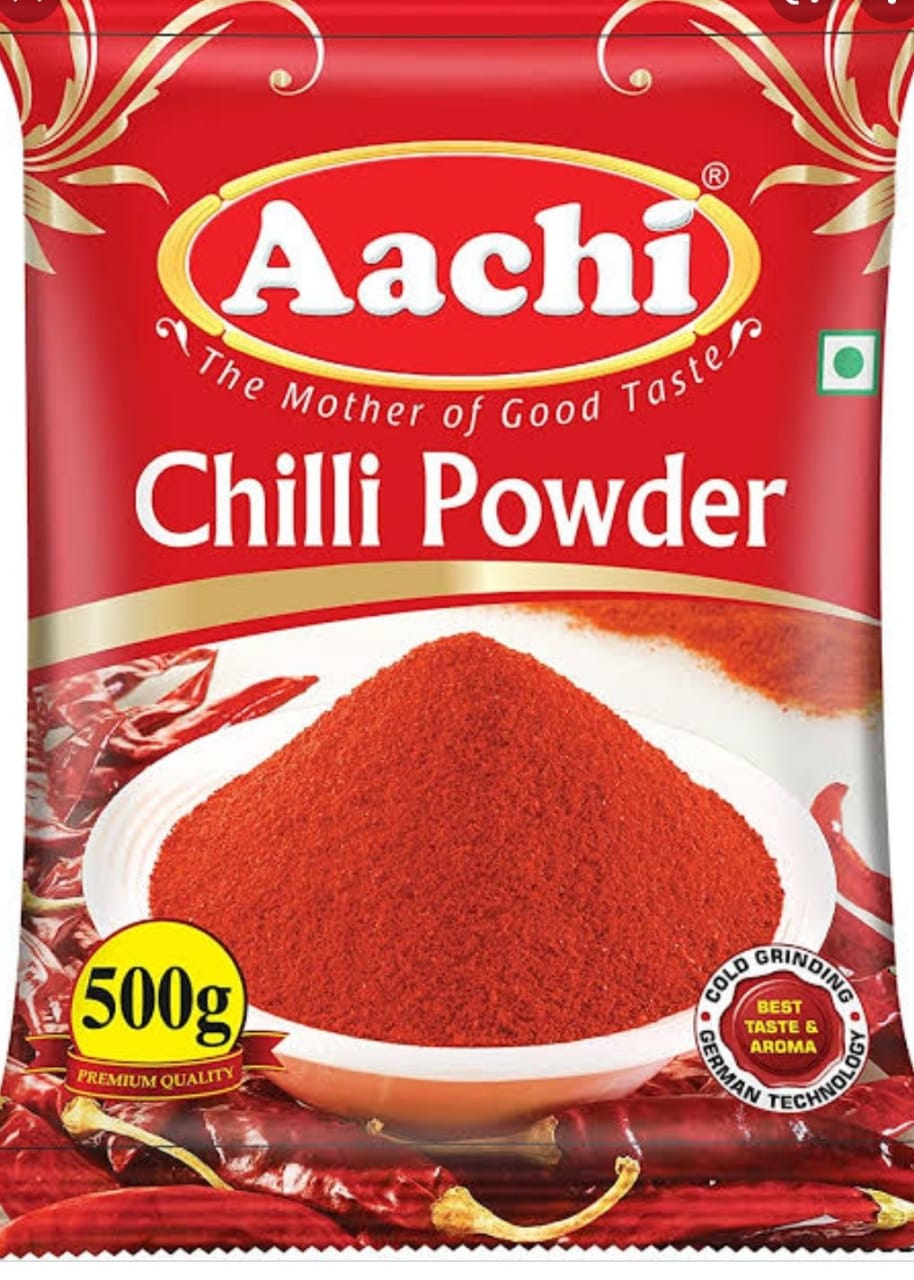 Aachi®
The Mother of Good Taste
Chilli Powder
500g
PREMIUM QUALITY
COLD GRINDING
BEST
TASTE &
AROMA
GERMAN TECHNOLOGY